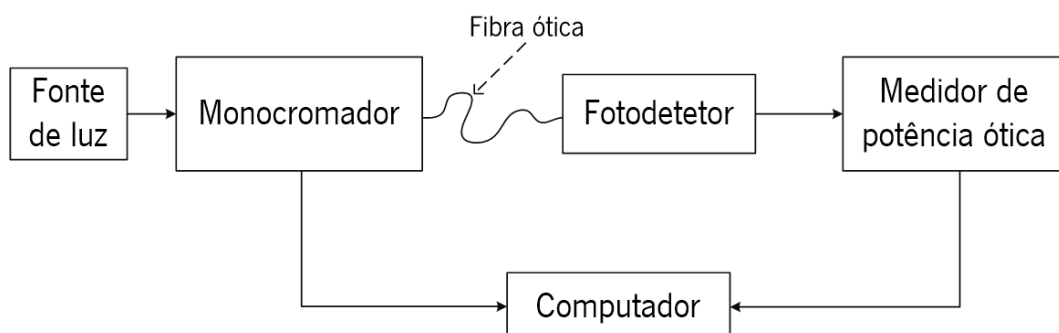 Fibra ótica
Fonte
de luz
Monocromador
Fotodetetor
Medidor de
potência ótica
Computador